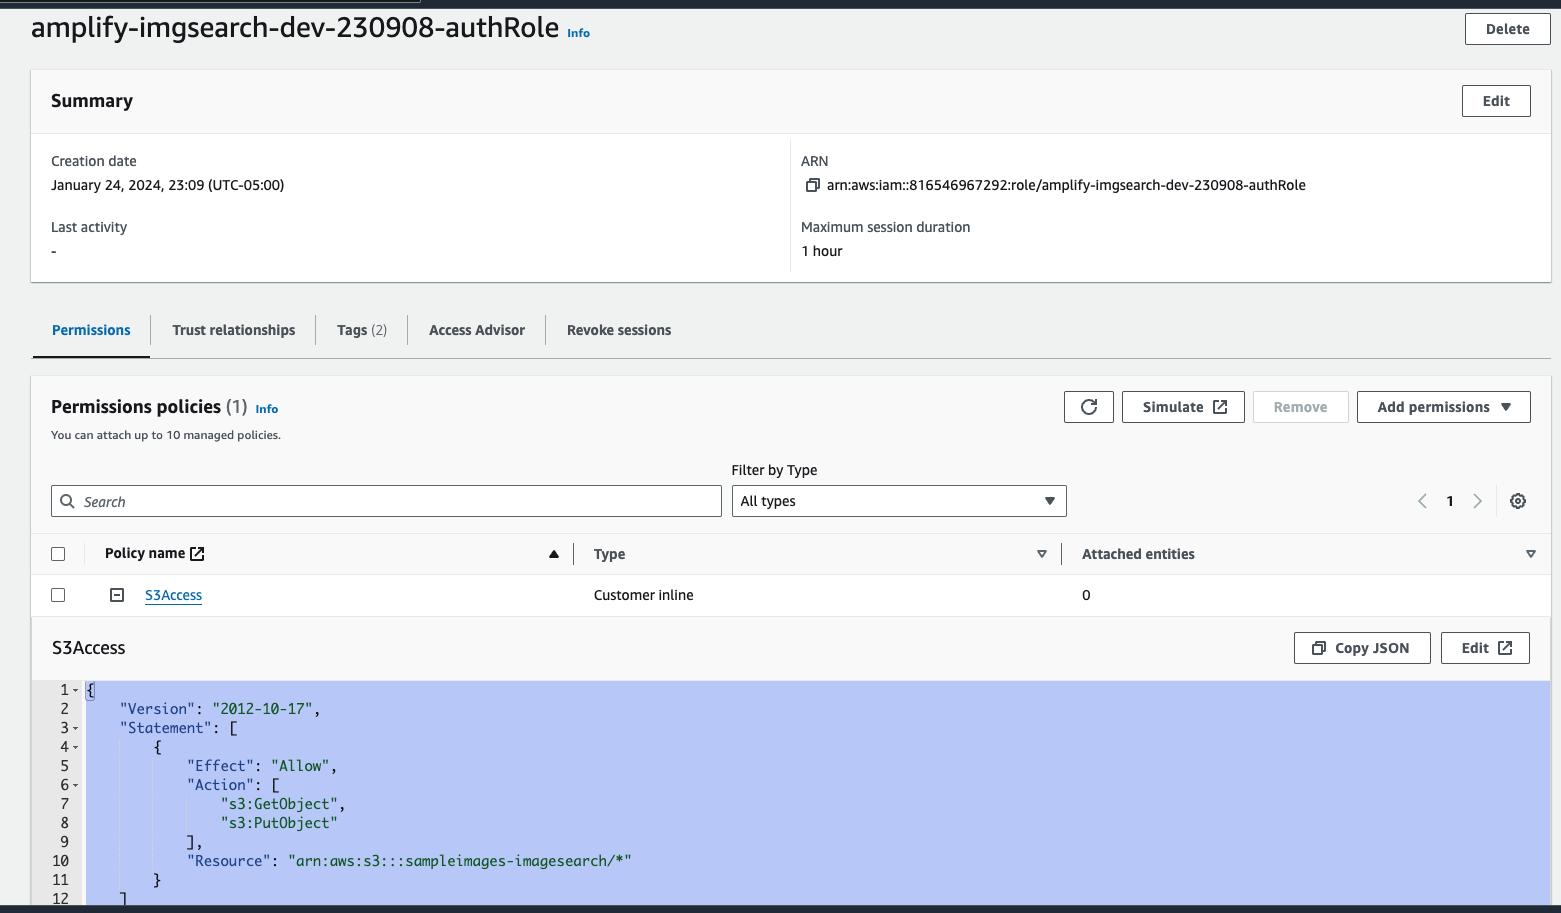 amplify-imgsearch-dev-230908-authRole Info
Delete
Summary
Edit
Creation date
January 24, 2024, 23:09 (UTC-05:00)
ARN
arn:aws:iam::816546967292:role/amplify-imgsearch-dev-230908-authRole
Last activity
-
Maximum session duration
1 hour
Permissions
Trust relationships
Tags (2)
Access Advisor
Revoke sessions
Permissions policies (1) Info
You can attach up to 10 managed policies.
Simulate
Remove
Add permissions
Filter by Type
Search
All types
1
Policy name
Type
Attached entities
S3Access
Customer inline
0
S3Access
Copy JSON
Edit
1 {
2 "Version": "2012-10-17",
3 "Statement": [
4 {
5 "Effect": "Allow",
6 "Action": [
7 "s3:GetObject",
8 "s3:PutObject"
9 ],
10 "Resource": "arn:aws:s3:::sampleimages-imagesearch/*"
11 }
12 ]